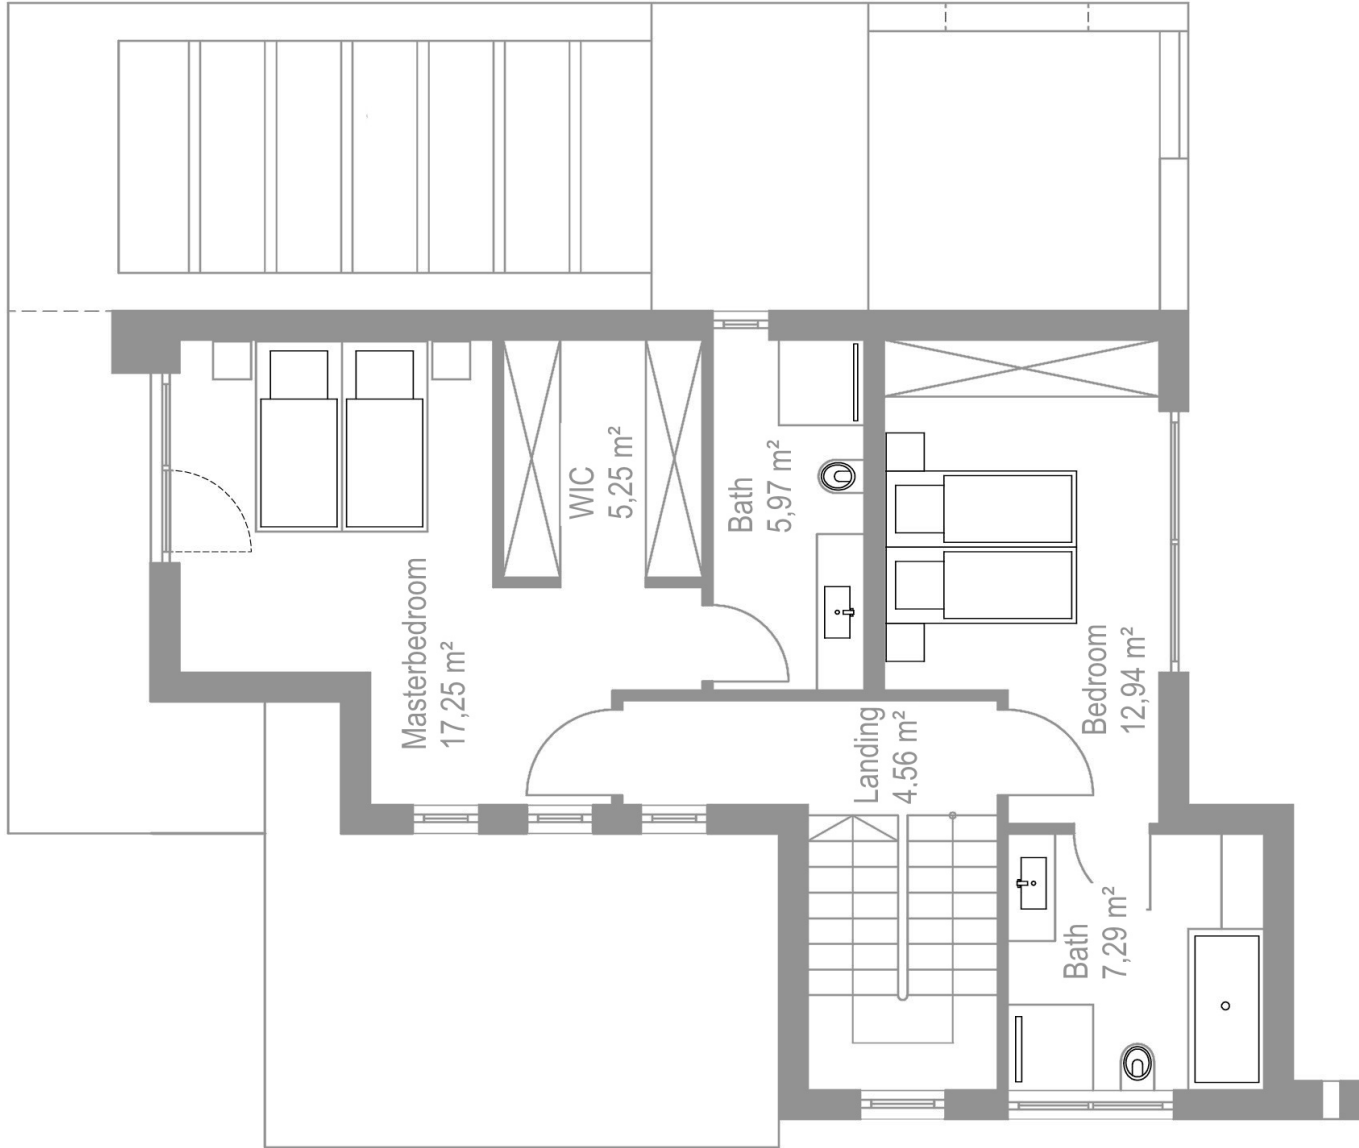 Masterbedroom
17,25 m²
WIC
5,25 m²
Bath
5,97 m²
Landing
4.56 m²
Bedroom
12,94 m²
Bath
7,29 m²